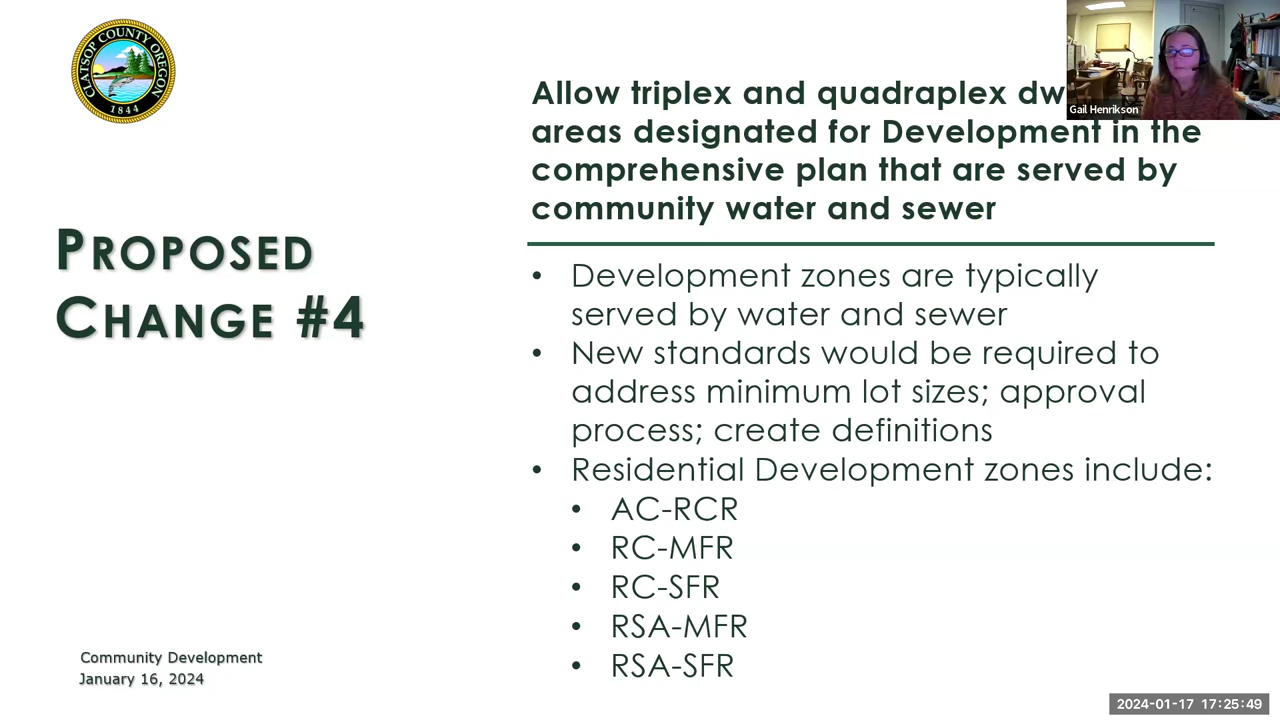 CLATSOP COUNTY OREGON
1844
Gail Henrikson
Allow triplex and quadraplex
areas designated for Development in the
comprehensive plan that are served by
community water and sewer
PROPOSED
CHANGE #4
• Development zones are typically
served by water and sewer
• New standards would be required to
address minimum lot sizes; approval
process; create definitions
• Residential Development zones include:
• AC-RCR
• RC-MFR
• RC-SFR
• RSA-MFR
• RSA-SFR
Community Development
January 16, 2024
2024-01-17 17:25:49